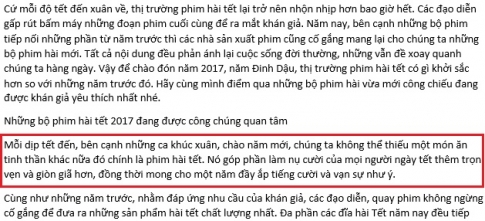 Cứ mỗi độ tết đến xuân về, thị trường phim hài tết lại trở nên nhộn nhịp hơn bao giờ hết. Các đạo diễn
gấp rút bấm máy những đoạn phim cuối cùng để ra mắt khán giả. Năm nay, bên cạnh những bộ phim
tiếp nối những phần từ năm trước thì các nhà sản xuất phim cũng cố gắng mang lại cho chúng ta những
bộ phim hài mới. Tất cả nội dung đều phản ánh lại cuộc sống đời thường, những vấn đề xoay quanh
chúng ta hàng ngày. Vậy để chào đón năm 2017, năm Đinh Dậu, thị trường phim hài tết có gì khởi sắc
hơn so với những năm trước đó. Hãy cùng mình điểm qua những bộ phim hài vừa mới công chiếu đang
được khán giả yêu thích nhất nhé.
Những bộ phim hài tết 2017 đang được công chúng quan tâm
Mỗi dịp tết đến, bên cạnh những ca khúc xuân, chào năm mới, chúng ta không thể thiếu một món ăn
tinh thần khác nữa đó chính là phim hài tết. Nó góp phần làm nụ cười của mọi người ngày tết thêm trọn
vẹn và giòn giã hơn, đồng thời mong cho một năm đầy ắp tiếng cười và vạn sự như ý.
Cũng như những năm trước, nhằm đáp ứng nhu cầu của khán giả, các đạo diễn, quay phim không ngừng
cố gắng để đưa ra những sản phẩm hài tết chất lượng nhất. Đa phần các đĩa hài Tết năm nay đều tiếp